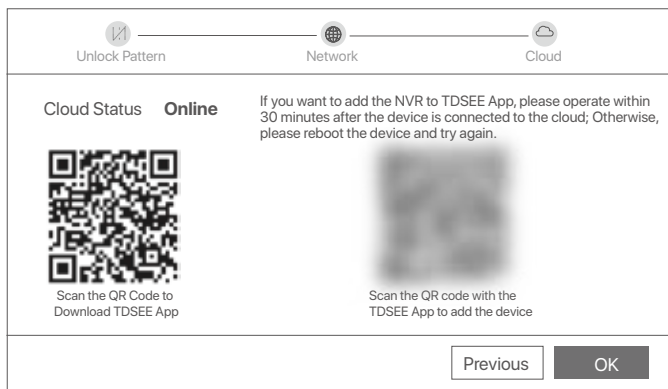 Unlock Pattern
Network
Cloud
Cloud Status Online
If you want to add the NVR to TDSEE App, please operate within
30 minutes after the device is connected to the cloud; Otherwise,
please reboot the device and try again.
Scan the QR Code to
Download TDSEE App
Scan the QR code with the
TDSEE App to add the device
Previous
OK